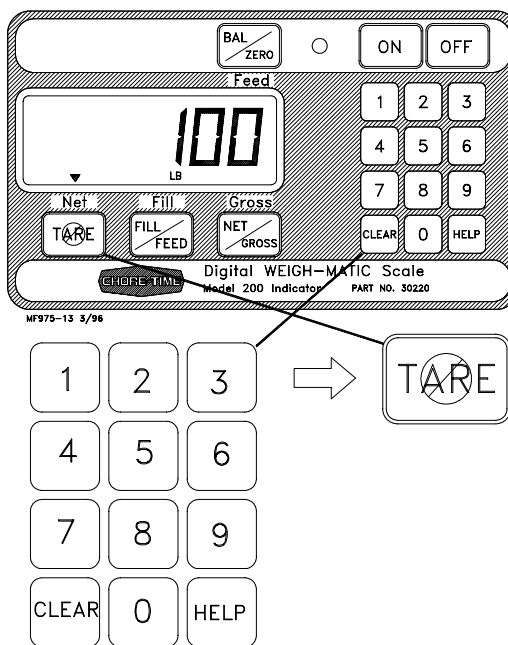 BAL/ZERO
ON OFF
Feed
100
LB
1 2 3
4 5 6
7 8 9
CLEAR 0 HELP
Net Fill Gross
TARE FILL/FEED NET/GROSS
CHORE-TIME
Digital WEIGH-MATIC Scale
Model 200 Indicator PART NO. 30220
MF975-13 3/96
1 2 3
4 5 6
7 8 9
CLEAR 0 HELP
TARE